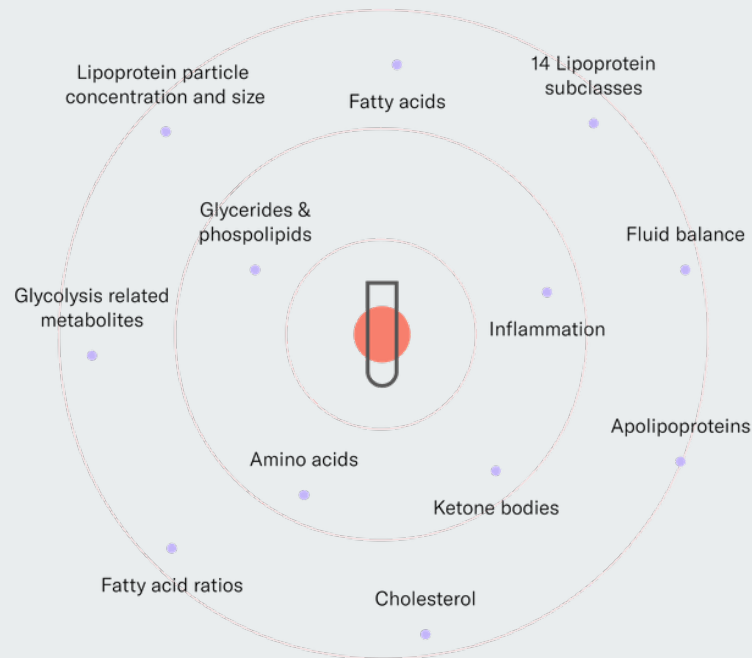 14 Lipoprotein
subclasses
Lipoprotein particle
concentration and size
Fatty acids
Glycerides &
phospolipids
Fluid balance
Glycolysis related
metabolites
Inflammation
Apolipoproteins
Amino acids
Ketone bodies
Fatty acid ratios
Cholesterol